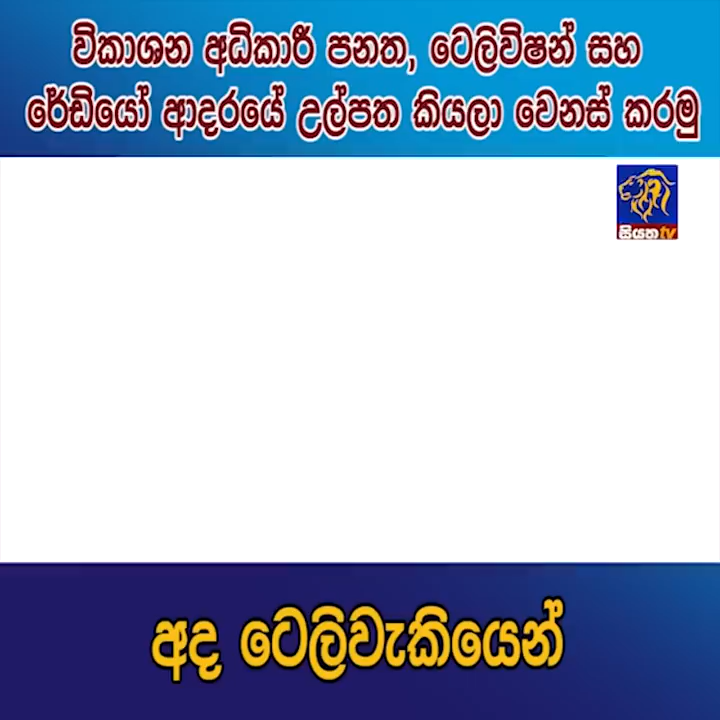 විකාශන අධිකාරී පනත, ටෙලිවිෂන් සහ
රේඩියෝ ආදරයේ උල්පත කියලා වෙනස් කරමු
සියත tv
අද ටෙලිවැකියෙන්